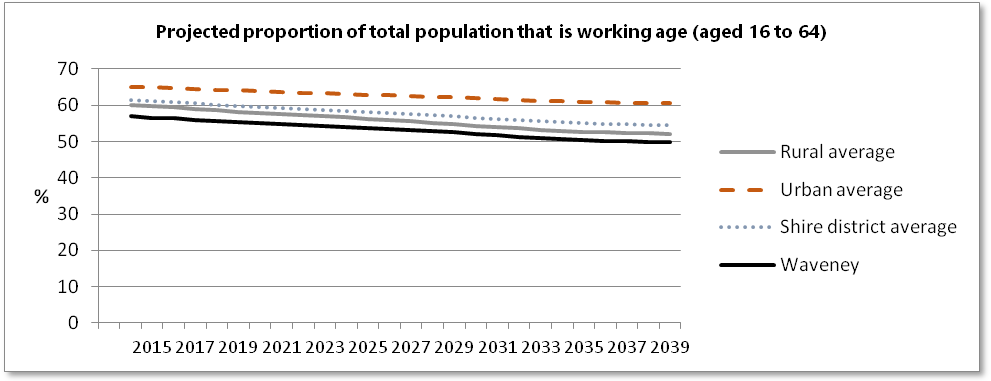 Projected proportion of total population that is working age (aged 16 to 64)
70
60
50
40
30
20
10
0
%
2015 2017 2019 2021 2023 2025 2027 2029 2031 2033 2035 2037 2039
Rural average
Urban average
Shire district average
Waveney